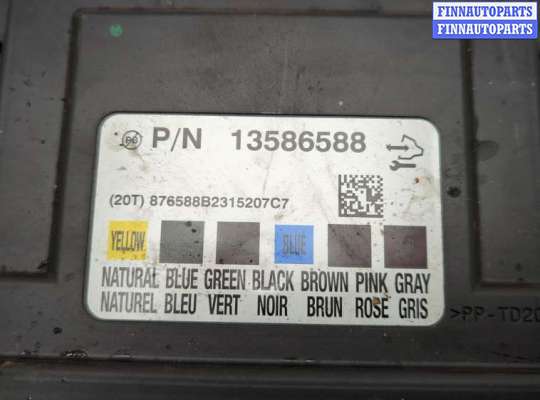 FINNAUTOPARTS
FINNAUTOPARTS
P/N 13586588
(20T) 876588B2315207C7
YELLOW BLUE
NATURAL BLUE GREEN BLACK BROWN PINK GRAY
NATUREL BLEU VERT NOIR BRUN ROSE GRIS
>PP-TD20